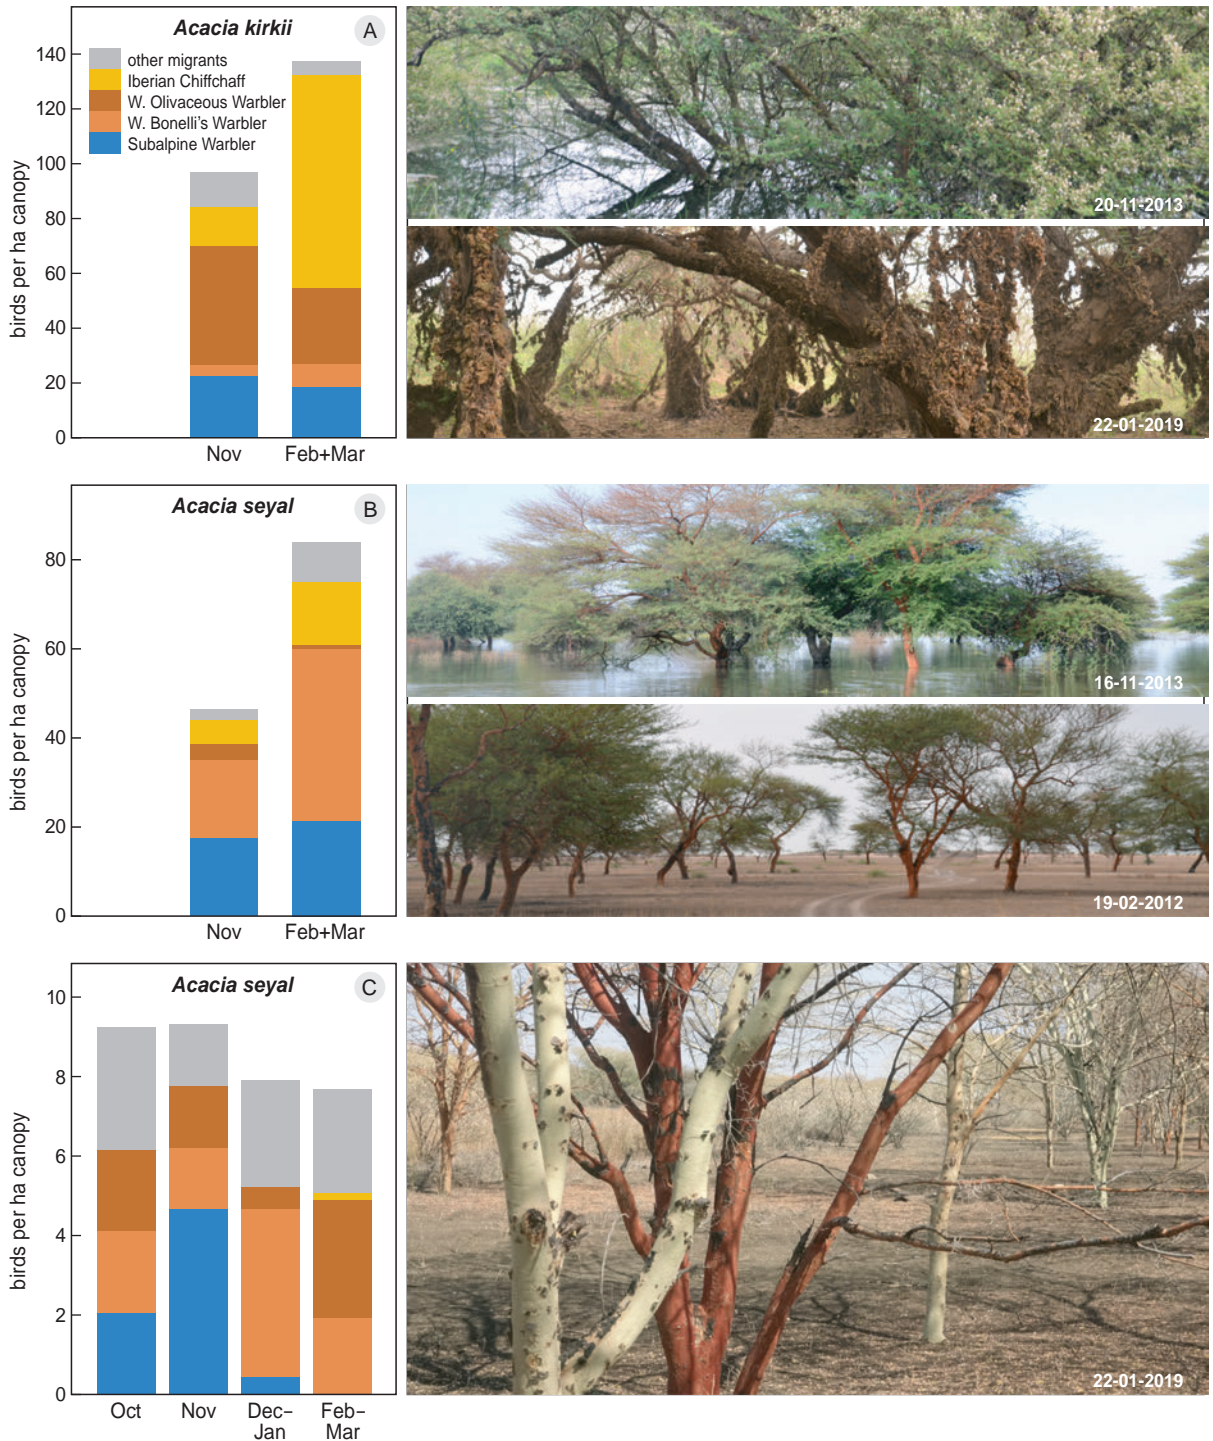 Acacia kirkii
A
140
120
100
80
60
40
20
0
birds per ha canopy
other migrants
Iberian Chiffchaff
W. Olivaceous Warbler
W. Bonelli's Warbler
Subalpine Warbler
Nov
Feb+Mar
20-11-2013
22-01-2019
Acacia seyal
B
80
60
40
20
0
birds per ha canopy
Nov
Feb+Mar
16-11-2013
19-02-2012
Acacia seyal
C
10
8
6
4
2
0
birds per ha canopy
Oct
Nov
Dec–
Jan
Feb–
Mar
22-01-2019